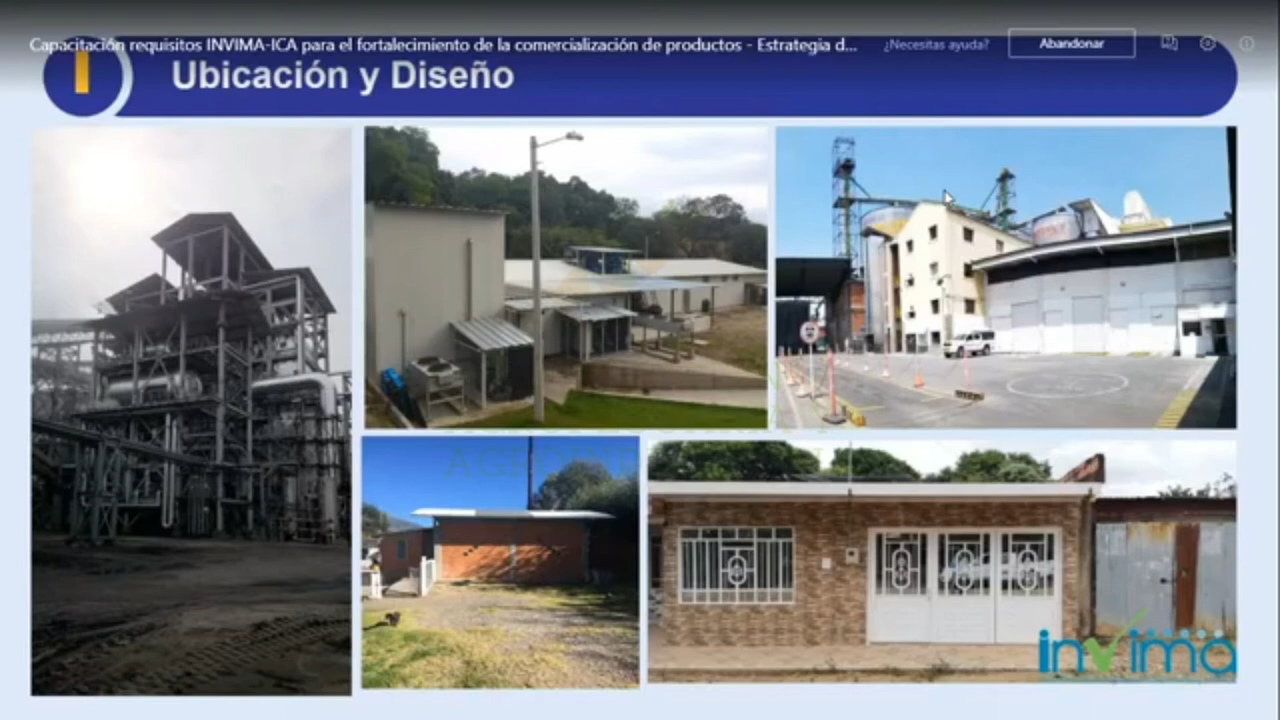 Capacitación requisitos INVIMA-ICA para el fortalecimiento de la comercialización de productos - Estrategia d...
¿Necesitas ayuda?
Abandonar
I
Ubicación y Diseño
invima